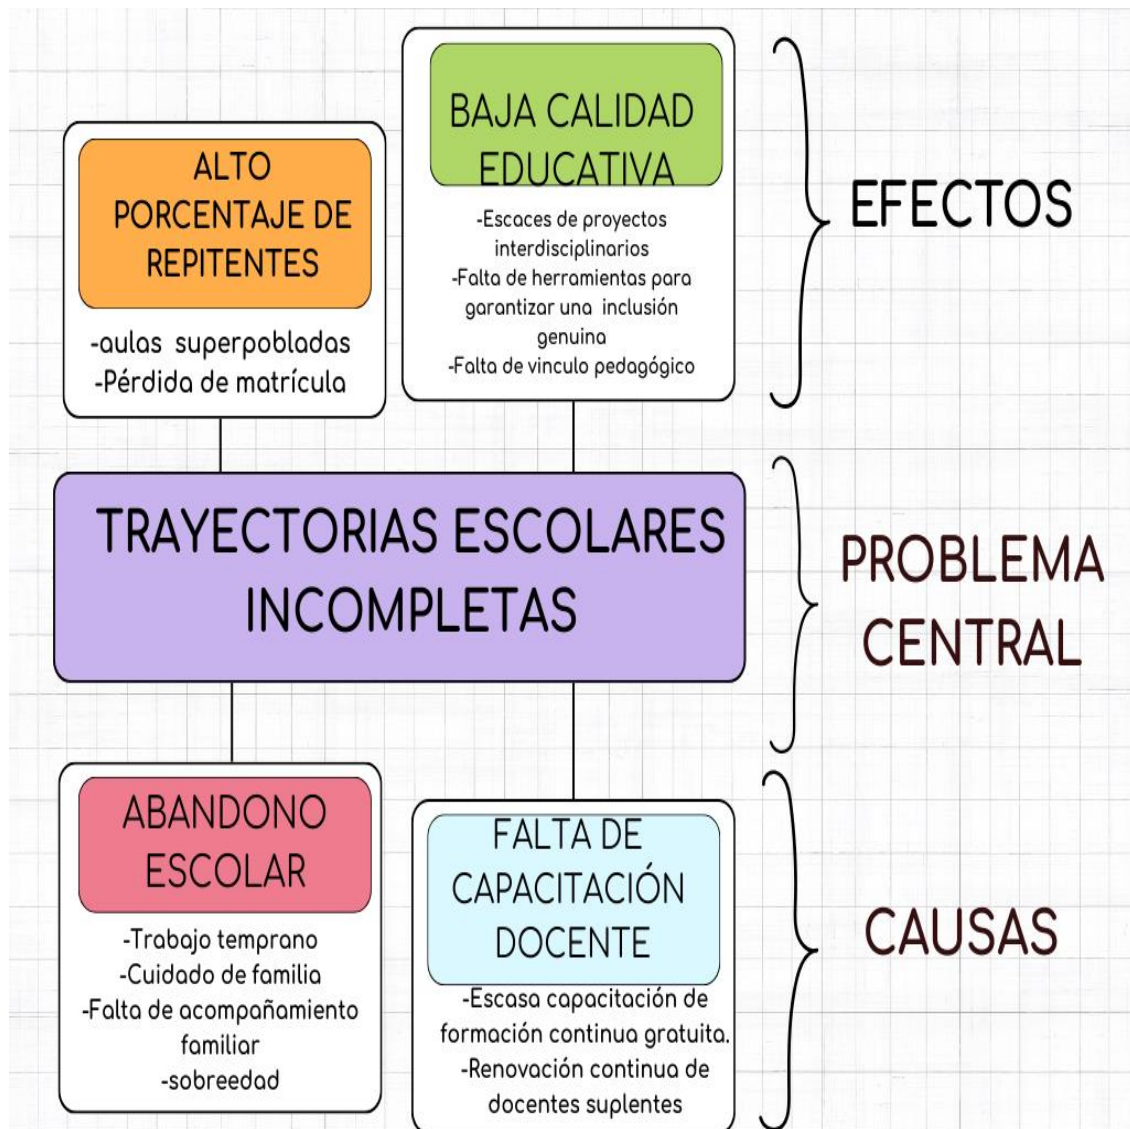 BAJA CALIDAD
EDUCATIVA
-Escaces de proyectos
interdisciplinarios
-Falta de herramientas para
garantizar una inclusión
genuina
-Falta de vinculo pedagógico
ALTO
PORCENTAJE DE
REPITENTES
-aulas superpobladas
-Pérdida de matrícula
EFECTOS
TRAYECTORIAS ESCOLARES
INCOMPLETAS
PROBLEMA
CENTRAL
ABANDONO
ESCOLAR
-Trabajo temprano
-Cuidado de familia
-Falta de acompañamiento
familiar
-sobreedad
FALTA DE
CAPACITACIÓN
DOCENTE
-Escasa capacitación de
formación continua gratuita.
-Renovación continua de
docentes suplentes
CAUSAS